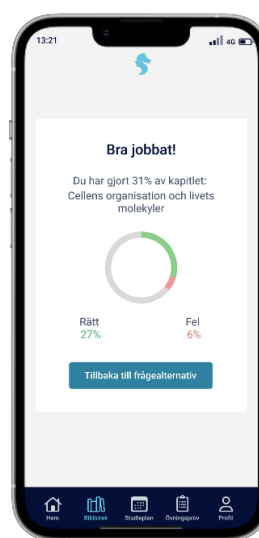 13:21
4G
Bra jobbat!
Du har gjort 31% av kapitlet:
Cellens organisation och livets
molekyler
Rätt Fel
27% 6%
Tillbaka till frågealternativ
Hem Bibliotek Studieplan Övningsprov Profil